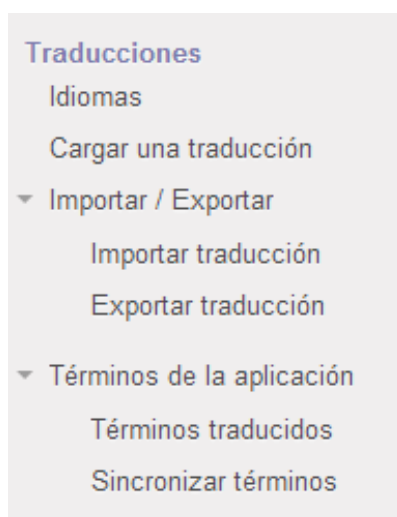 Traducciones
Idiomas
Cargar una traducción
Importar / Exportar
Importar traducción
Exportar traducción
Términos de la aplicación
Términos traducidos
Sincronizar términos